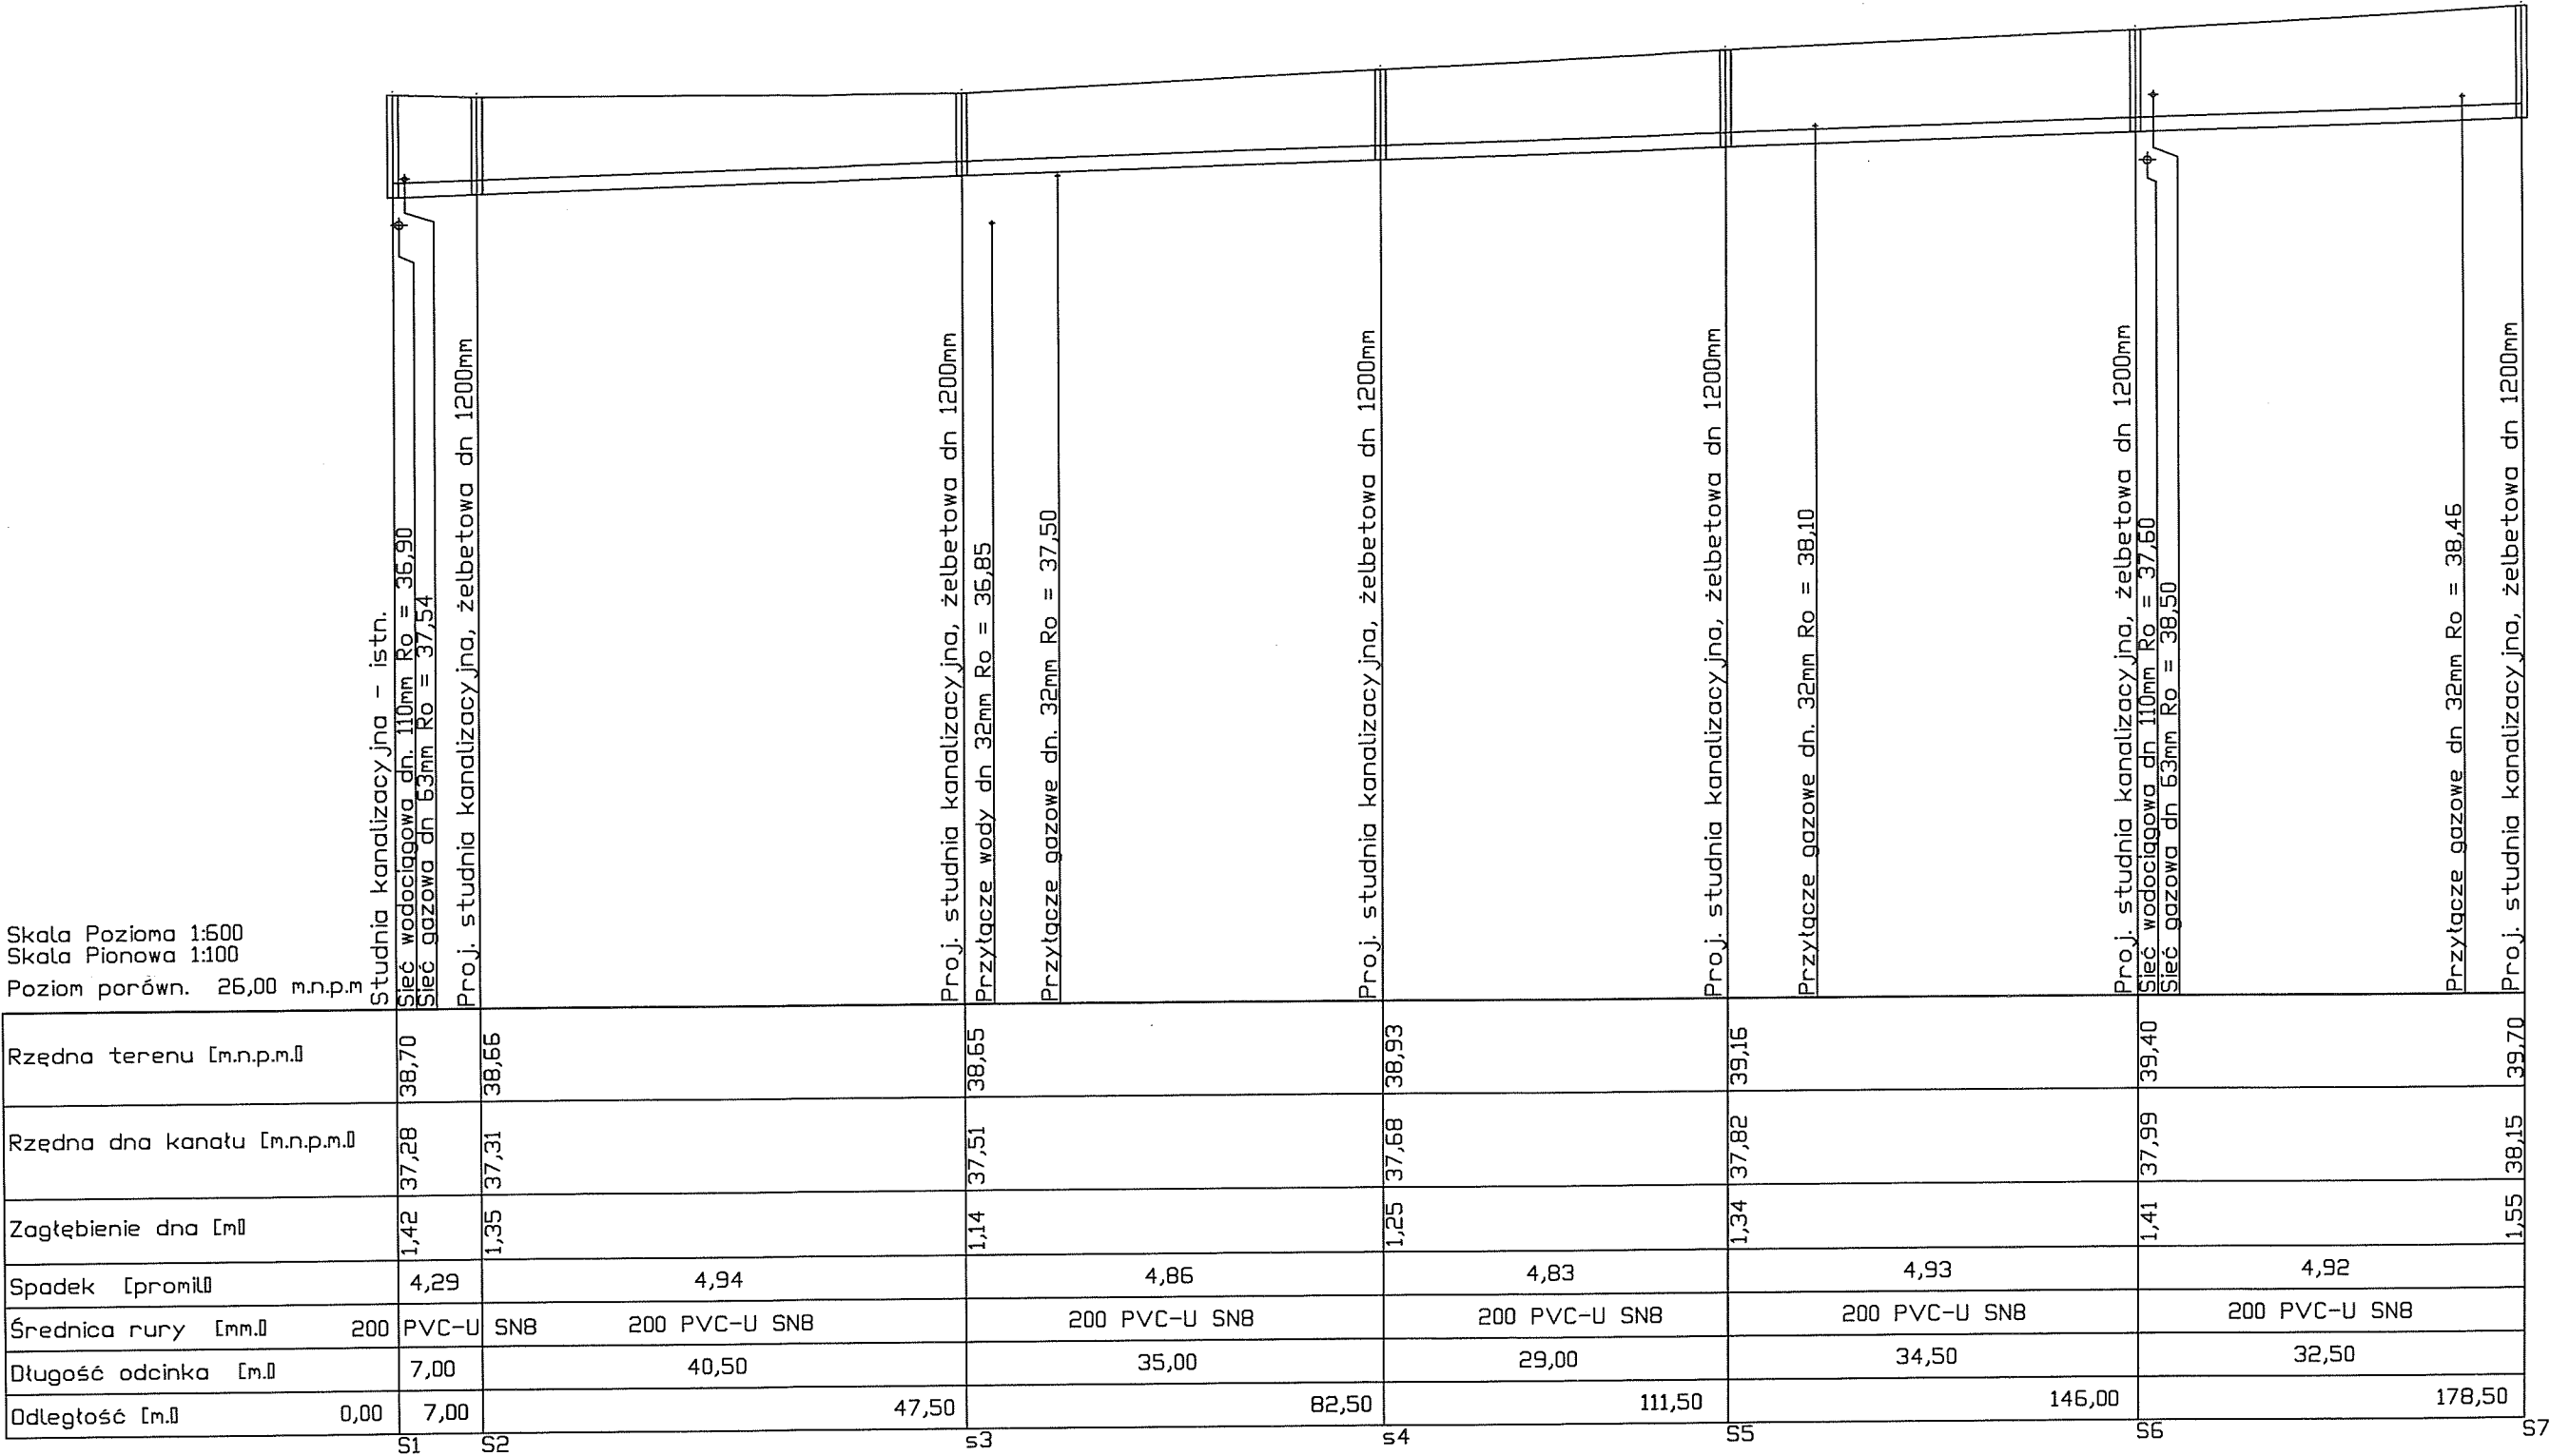 Studnia kanalizacyjna - istn.
Sieć wodociągowa dn. 110mm Ro = 36,90
Sieć gazowa dn 63mm Ro = 37,54
Proj. studnia kanalizacyjna, żelbetowa dn 1200mm
Proj. studnia kanalizacyjna, żelbetowa dn 1200mm
Przyłącze wody dn 32mm Ro = 36,85
Przyłącze gazowe dn. 32mm Ro = 37,50
Proj. studnia kanalizacyjna, żelbetowa dn 1200mm
Proj. studnia kanalizacyjna, żelbetowa dn 1200mm
Przyłącze gazowe dn. 32mm Ro = 38,10
Proj. studnia kanalizacyjna, żelbetowa dn 1200mm
Sieć wodociągowa dn 110mm Ro = 37,60
Sieć gazowa dn 63mm Ro = 38,50
Przyłącze gazowe dn 32mm Ro = 38,46
Proj. studnia kanalizacyjna, żelbetowa dn 1200mm
Skala Pozioma 1:600
Skala Pionowa 1:100
Poziom porówn. 26,00 m.n.p.m
Rzędna terenu [m.n.p.m.] 38,70 38,66 38,65 38,93 39,16 39,40 39,70
Rzędna dna kanału [m.n.p.m.] 37,28 37,31 37,51 37,68 37,82 37,99 38,15
Zagłębienie dna [m] 1,42 1,35 1,14 1,25 1,34 1,41 1,55
Spadek [promil] 4,29 4,94 4,86 4,83 4,93 4,92
Średnica rury [mm.] 200 PVC-U SN8 200 PVC-U SN8 200 PVC-U SN8 200 PVC-U SN8 200 PVC-U SN8 200 PVC-U SN8
Długość odcinka [m.] 7,00 40,50 35,00 29,00 34,50 32,50
Odległość [m.] 0,00 7,00 47,50 82,50 111,50 146,00 178,50
S1 S2 s3 s4 S5 S6 S7